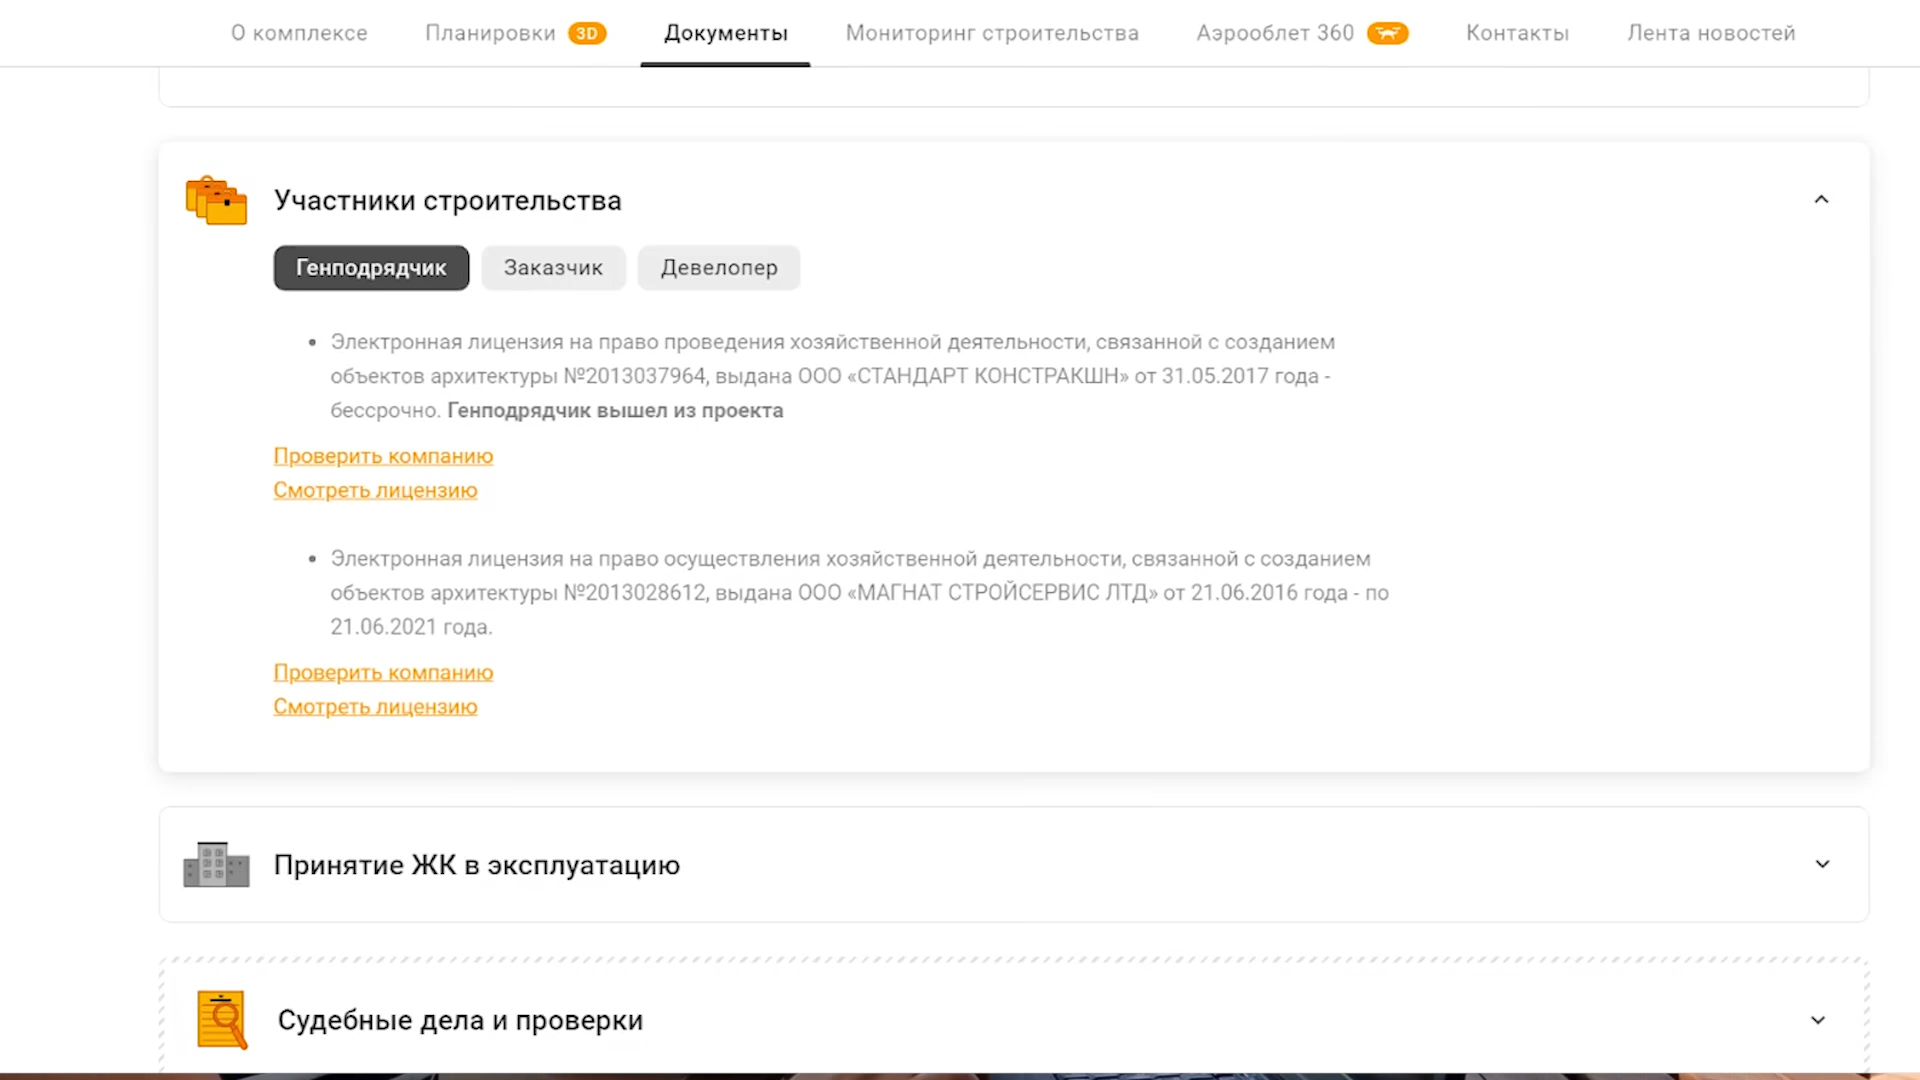 О комплексе Планировки 3D Документы Мониторинг строительства Аэрооблет 360 Контакты Лента новостей
Участники строительства
Генподрядчик Заказчик Девелопер
• Электронная лицензия на право проведения хозяйственной деятельности, связанной с созданием
объектов архитектуры №2013037964, выдана ООО «СТАНДАРТ КОНСТРАКШН» от 31.05.2017 года -
бессрочно. Генподрядчик вышел из проекта
Проверить компанию
Смотреть лицензию
• Электронная лицензия на право осуществления хозяйственной деятельности, связанной с созданием
объектов архитектуры №2013028612, выдана ООО «МАГНАТ СТРОЙСЕРВИС ЛТД» от 21.06.2016 года - по
21.06.2021 года.
Проверить компанию
Смотреть лицензию
Принятие ЖК в эксплуатацию
Судебные дела и проверки